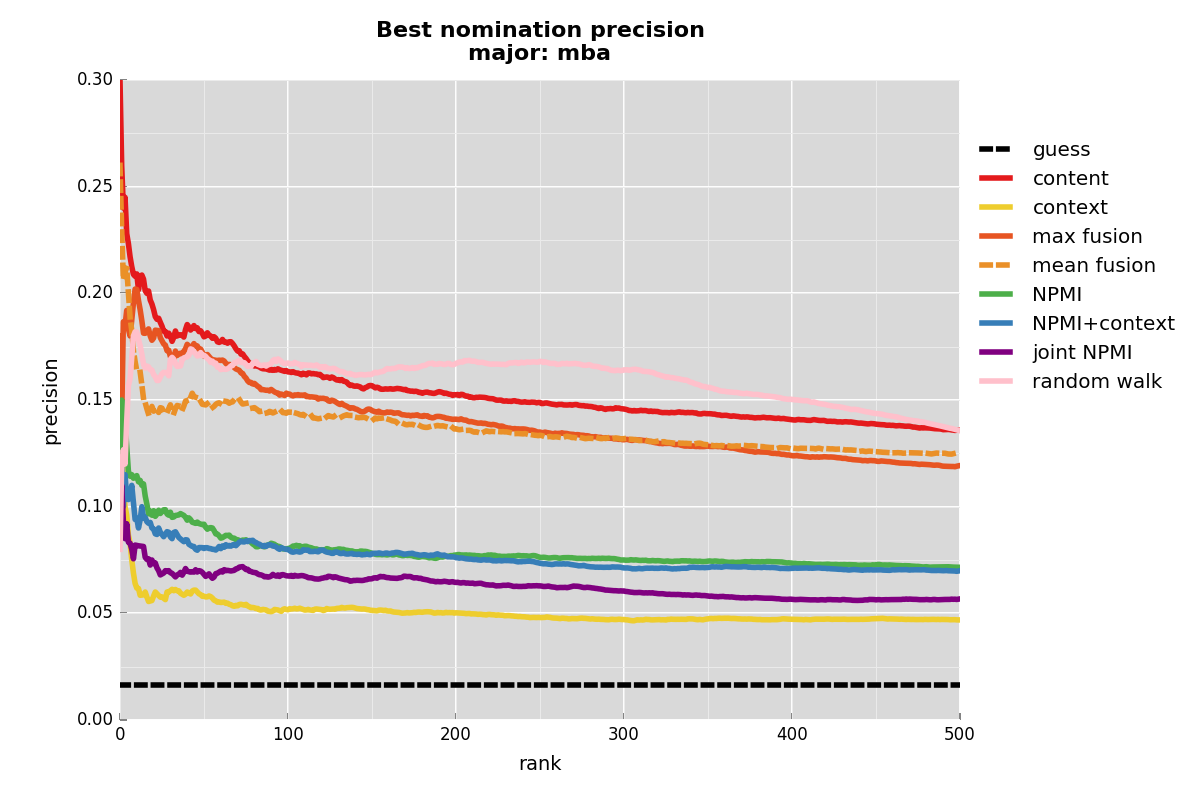 Best nomination precision
major: mba
0.30
0.25
0.20
0.15
0.10
0.05
0.00
precision
0
100
200
300
400
500
rank
guess
content
context
max fusion
mean fusion
NPMI
NPMI+context
joint NPMI
random walk